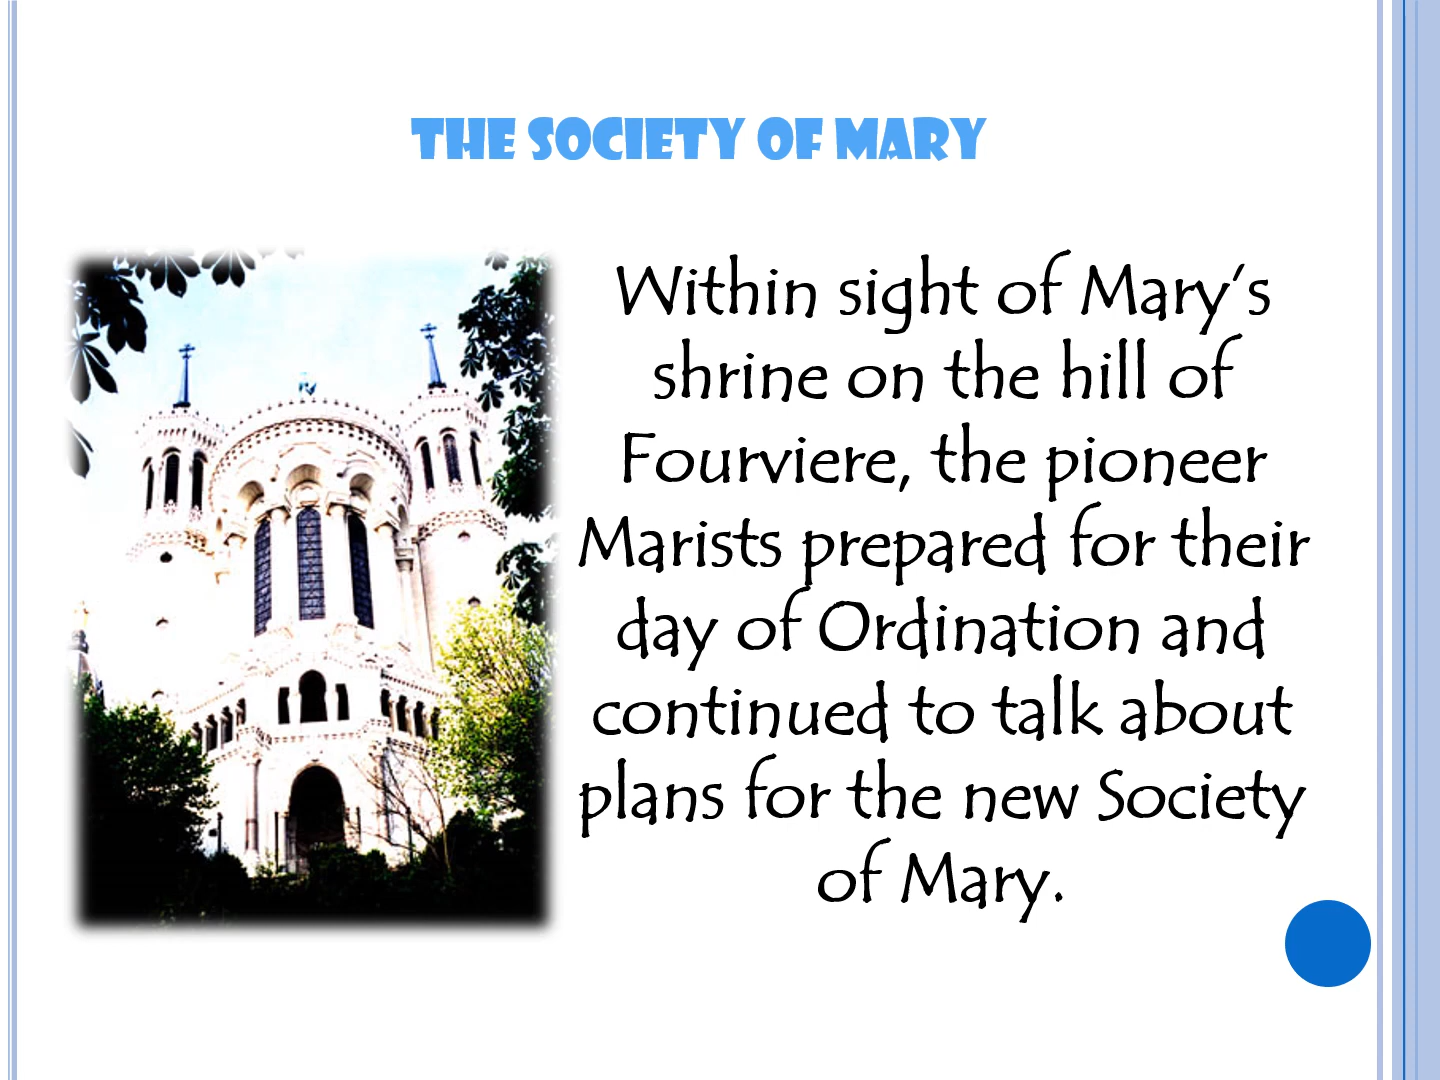 THE SOCIETY OF MARY
Within sight of Mary’s
shrine on the hill of
Fourviere, the pioneer
Marists prepared for their
day of Ordination and
continued to talk about
plans for the new Society
of Mary.